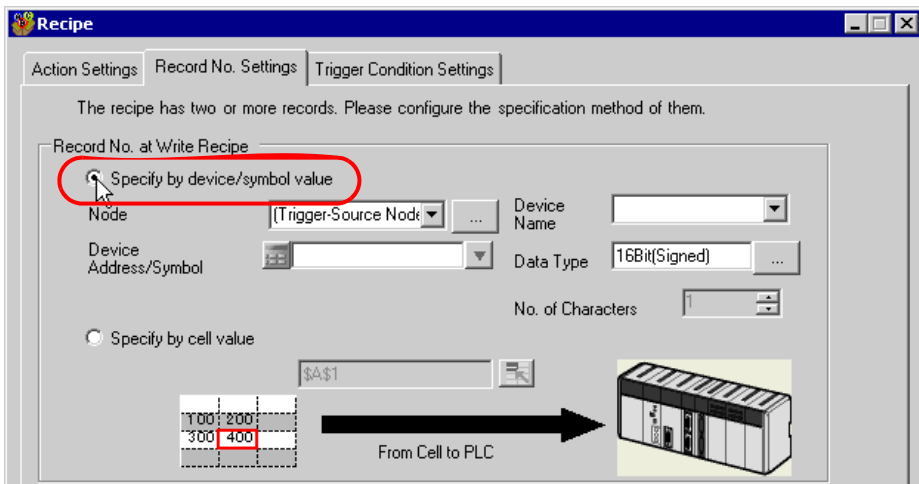 Recipe
Action Settings Record No. Settings Trigger Condition Settings
The recipe has two or more records. Please configure the specification method of them.
Record No. at Write Recipe
Specify by device/symbol value
Node (Trigger-Source Node ... Device Name
Device Address/Symbol Data Type 16Bit(Signed) ...
No. of Characters 1
Specify by cell value
$A$1
100 200
300 400
From Cell to PLC